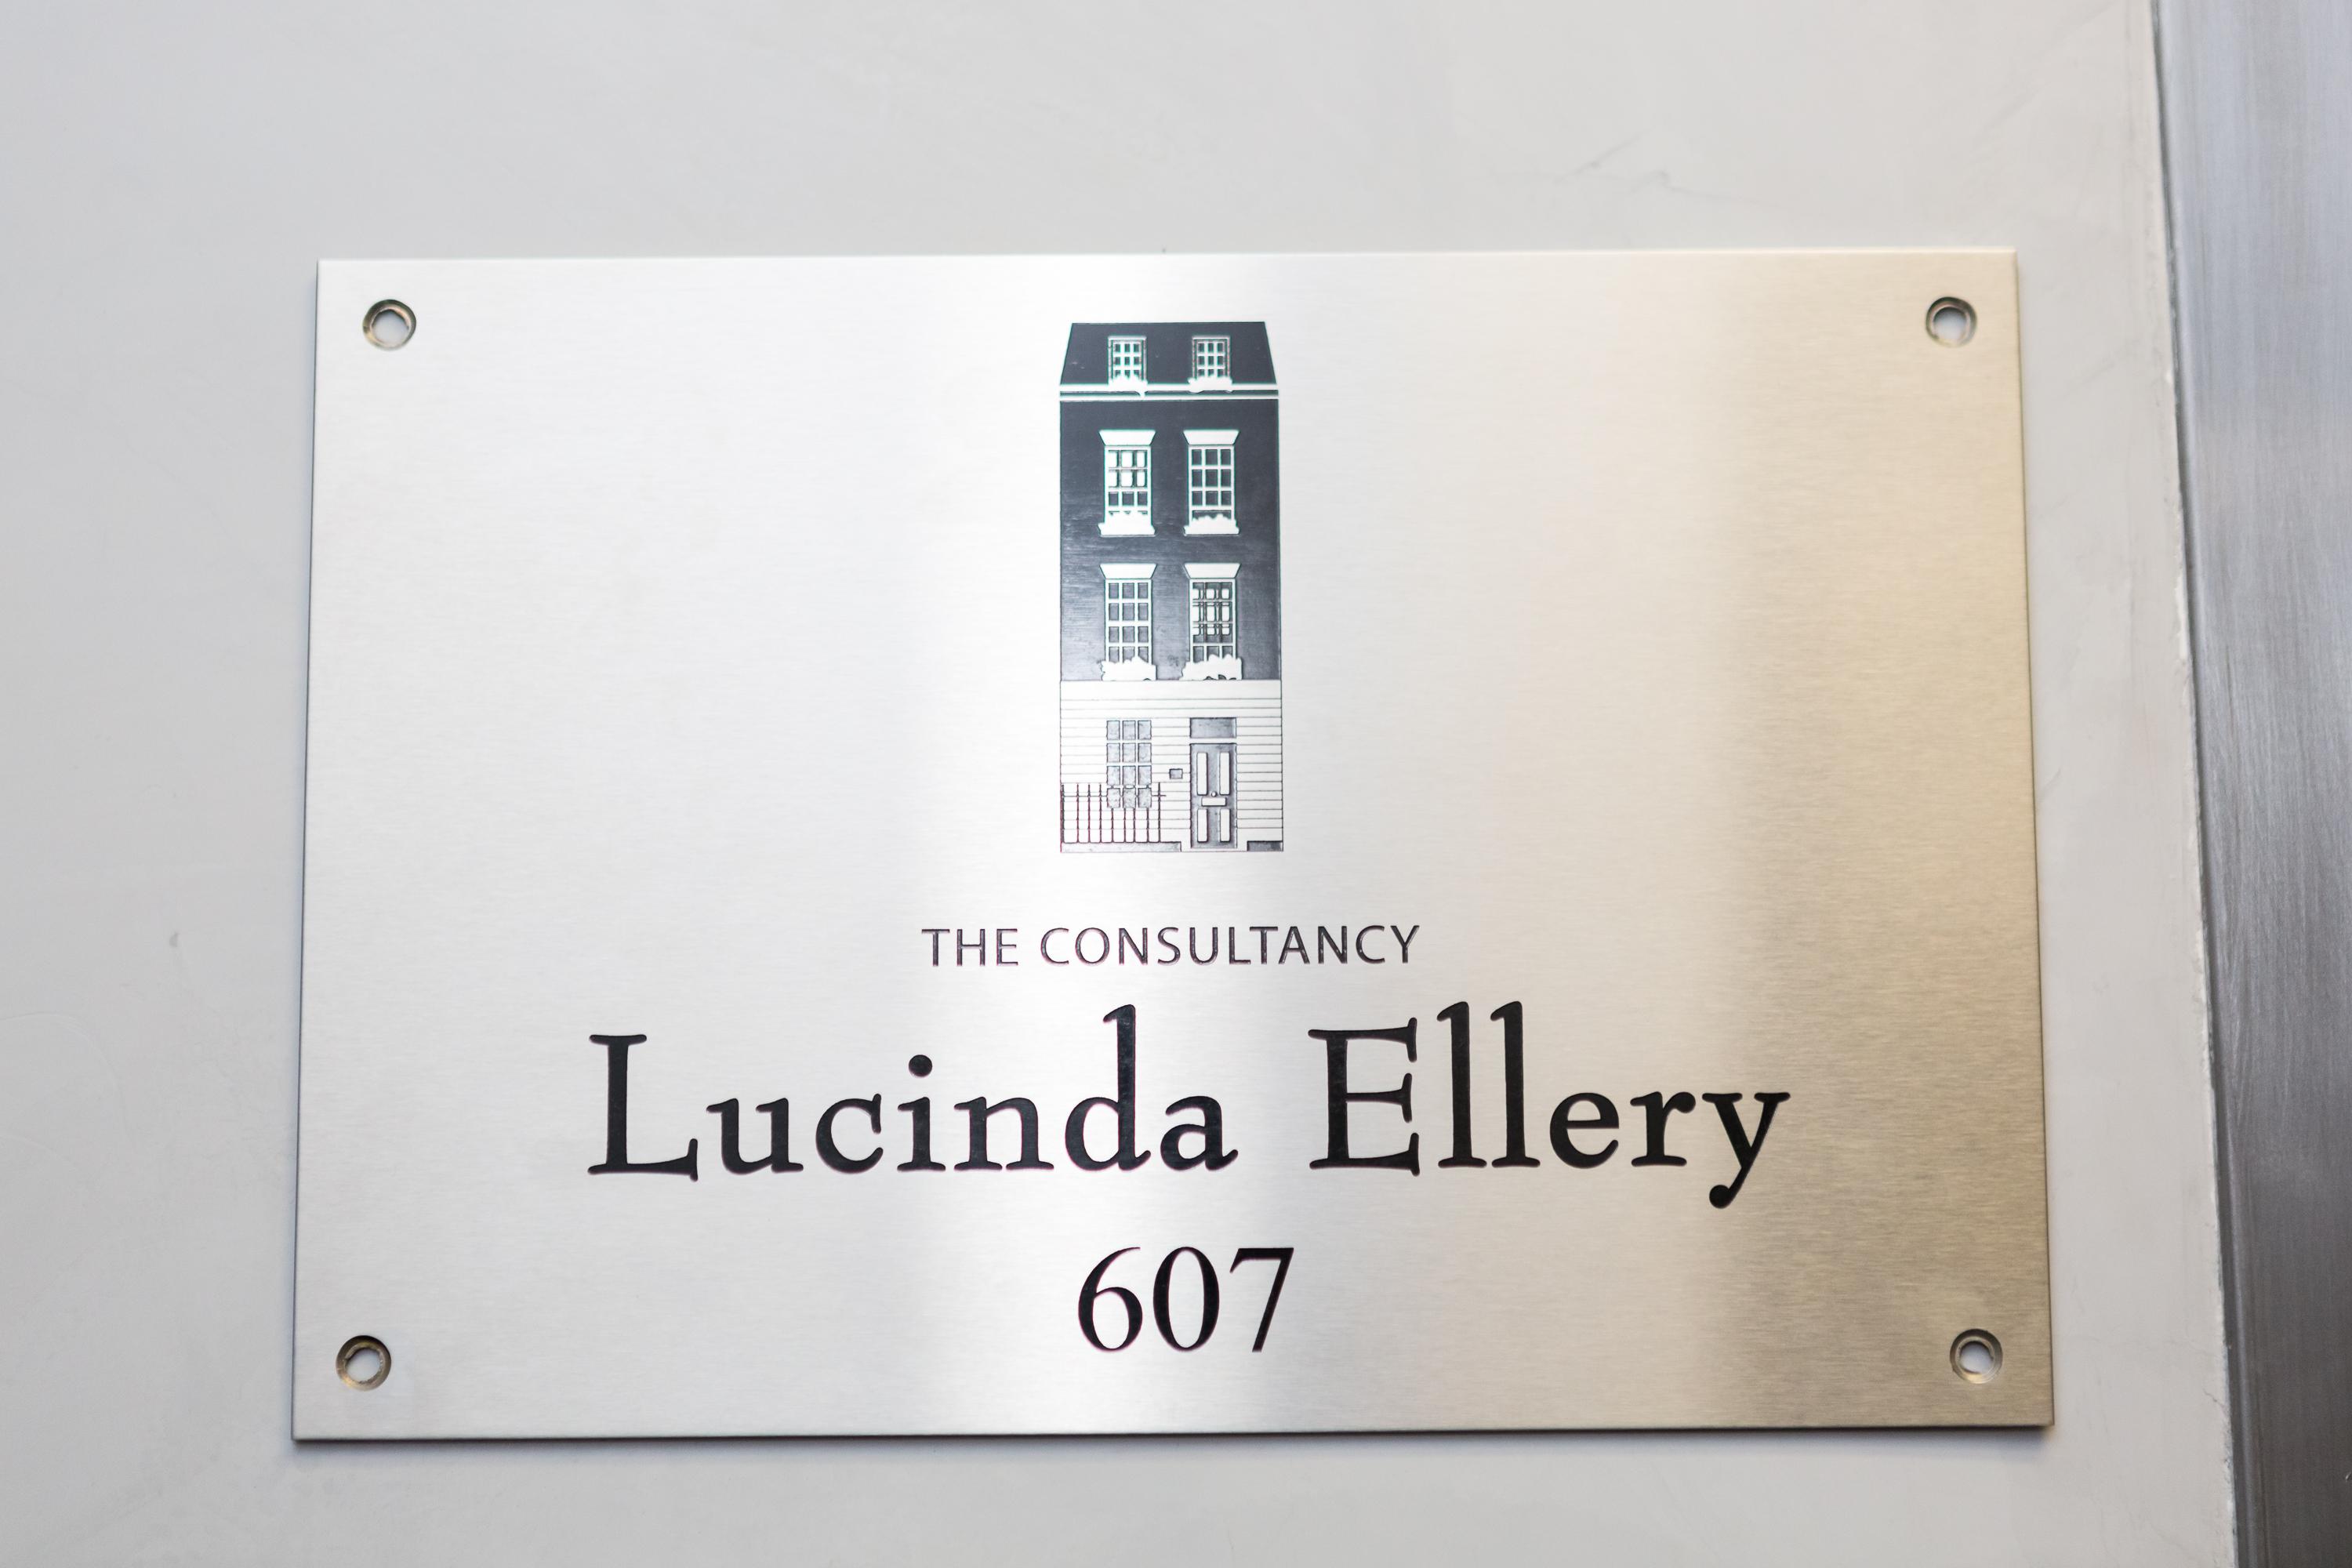 THE CONSULTANCY
Lucinda Ellery
607